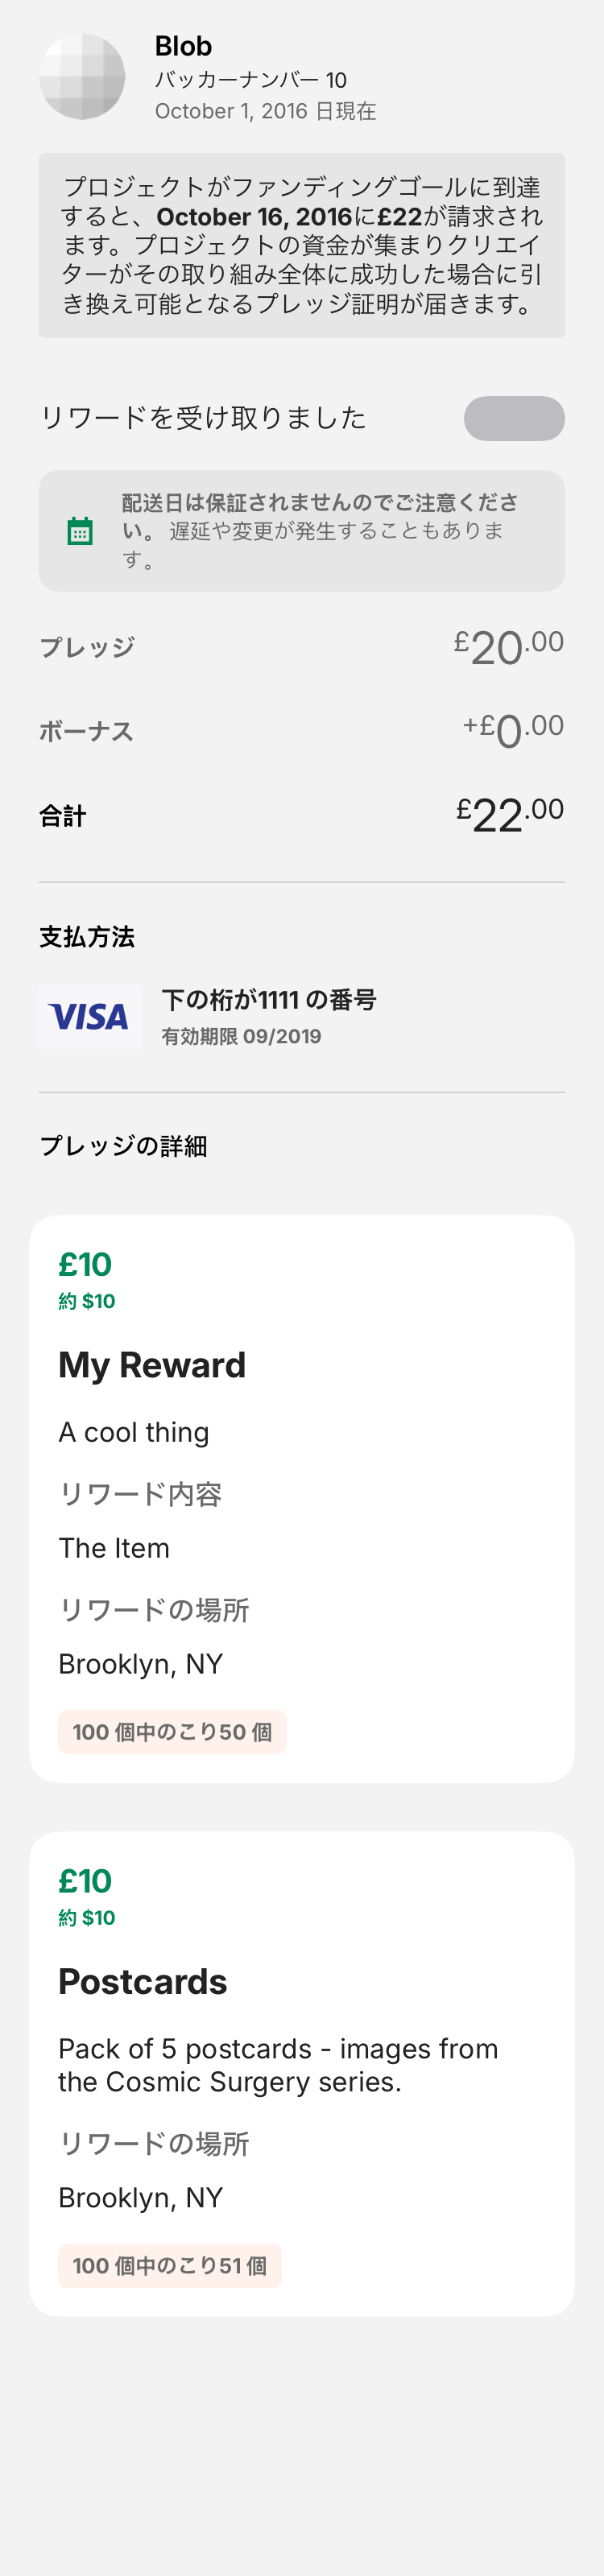 Blob
バッカーナンバー 10
October 1, 2016 日現在
プロジェクトがファンディングゴールに到達
すると、October 16, 2016に£22が請求され
ます。プロジェクトの資金が集まりクリエイ
ターがその取り組み全体に成功した場合に引
き換え可能となるプレッジ証明が届きます。
リワードを受け取りました
配送日は保証されませんのでご注意くださ
い。 遅延や変更が発生することもありま
す。
プレッジ £20.00
ボーナス +£0.00
合計 £22.00
支払方法
VISA
下の桁が1111 の番号
有効期限 09/2019
プレッジの詳細
£10
約 $10
My Reward
A cool thing
リワード内容
The Item
リワードの場所
Brooklyn, NY
100 個中のこり50 個
£10
約 $10
Postcards
Pack of 5 postcards - images from
the Cosmic Surgery series.
リワードの場所
Brooklyn, NY
100 個中のこり51 個